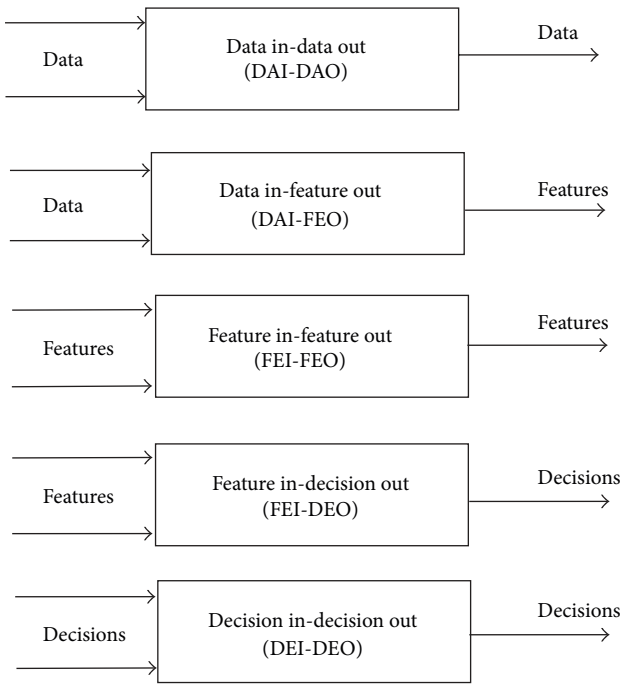 Data
Data in-data out
(DAI-DAO)
Data
Data
Data in-feature out
(DAI-FEO)
Features
Features
Feature in-feature out
(FEI-FEO)
Features
Features
Feature in-decision out
(FEI-DEO)
Decisions
Decisions
Decision in-decision out
(DEI-DEO)
Decisions